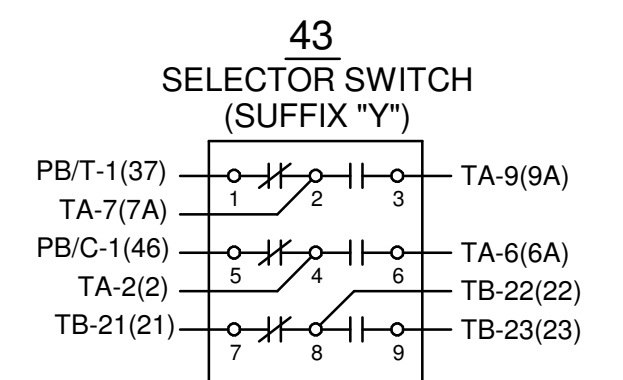 43
SELECTOR SWITCH
(SUFFIX "Y")
PB/T-1(37) 1 2 3 TA-9(9A)
TA-7(7A)
PB/C-1(46) 5 4 6 TA-6(6A)
TA-2(2) TB-22(22)
TB-21(21) 7 8 9 TB-23(23)